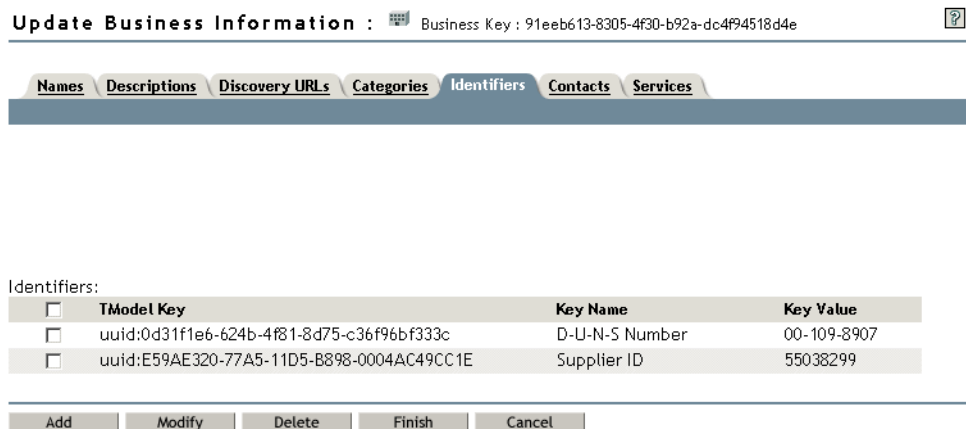 Update Business Information : Business Key : 91eeb613-8305-4f30-b92a-dc4f94518d4e ?
Names Descriptions Discovery URLs Categories Identifiers Contacts Services
Identifiers:
TModel Key Key Name Key Value
uuid:0d31f1e6-624b-4f81-8d75-c36f96bf333c D-U-N-S Number 00-109-8907
uuid:E59AE320-77A5-11D5-B898-0004AC49CC1E Supplier ID 55038299
Add Modify Delete Finish Cancel